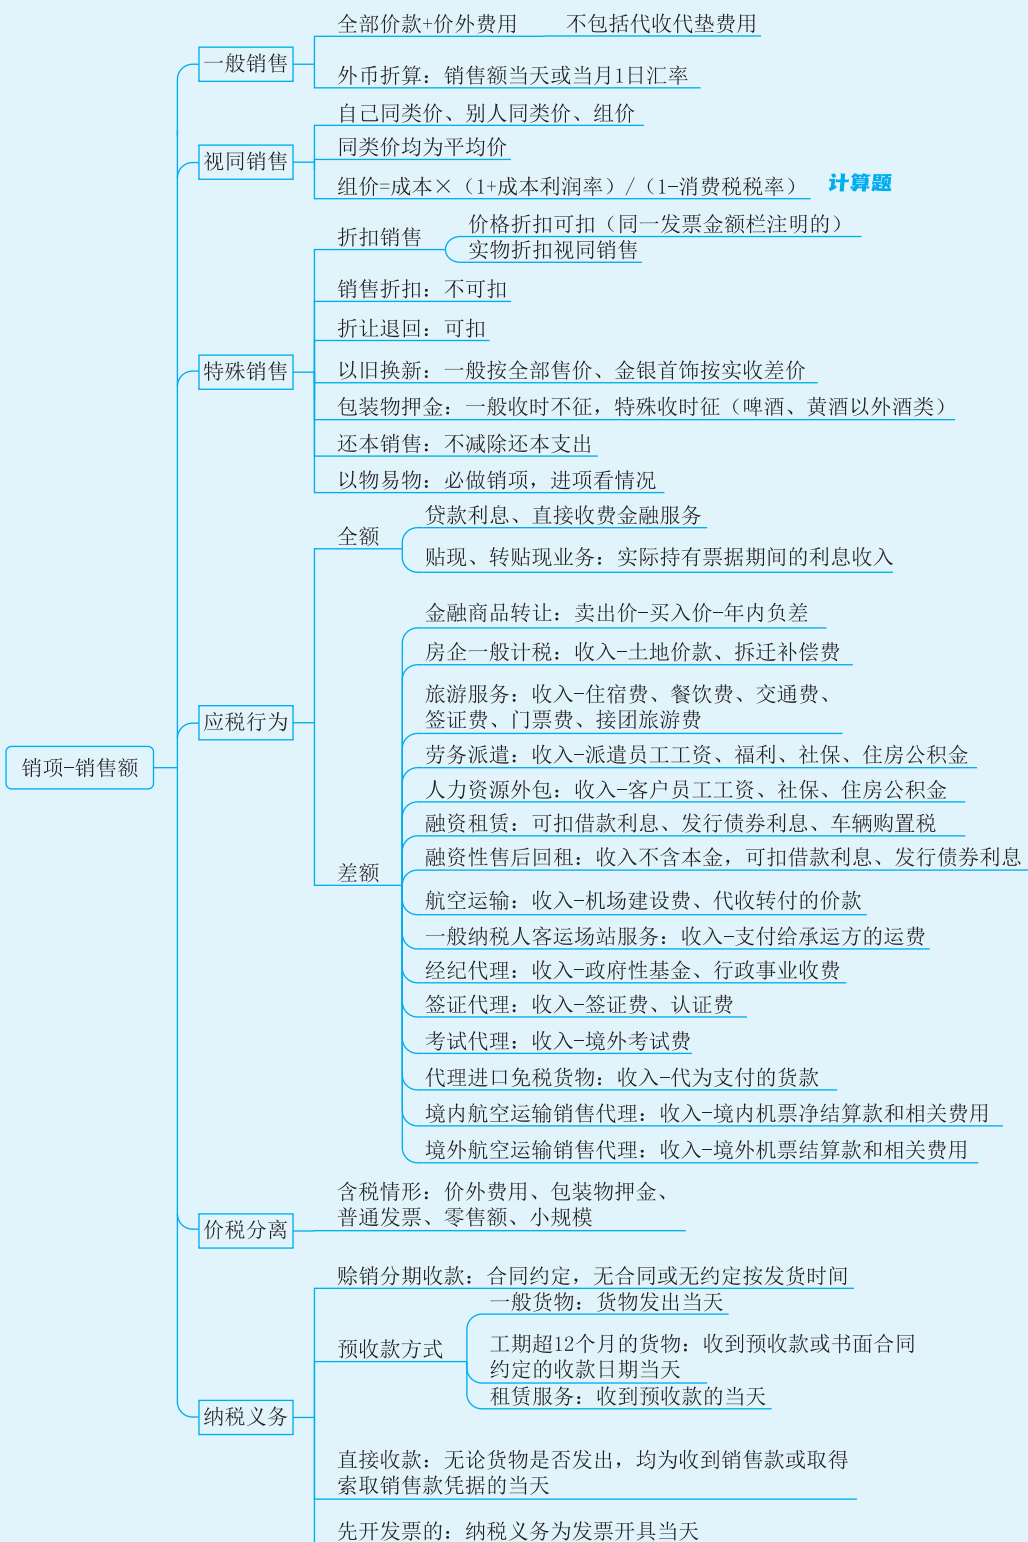 销项-销售额
一般销售
全部价款+价外费用
不包括代收代垫费用
外币折算：销售额当天或当月1日汇率
视同销售
自己同类价、别人同类价、组价
同类价均为平均价
组价=成本×（1+成本利润率）/（1-消费税税率）
计算题
特殊销售
折扣销售
价格折扣可扣（同一发票金额栏注明的）
实物折扣视同销售
销售折扣：不可扣
折让退回：可扣
以旧换新：一般按全部售价、金银首饰按实收差价
包装物押金：一般收时不征，特殊收时征（啤酒、黄酒以外酒类）
还本销售：不减除还本支出
以物易物：必做销项，进项看情况
应税行为
全额
贷款利息、直接收费金融服务
贴现、转贴现业务：实际持有票据期间的利息收入
差额
金融商品转让：卖出价-买入价-年内负差
房企一般计税：收入-土地价款、拆迁补偿费
旅游服务：收入-住宿费、餐饮费、交通费、
签证费、门票费、接团旅游费
劳务派遣：收入-派遣员工工资、福利、社保、住房公积金
人力资源外包：收入-客户员工工资、社保、住房公积金
融资租赁：可扣借款利息、发行债券利息、车辆购置税
融资性售后回租：收入不含本金，可扣借款利息、发行债券利息
航空运输：收入-机场建设费、代收转付的价款
一般纳税人客运场站服务：收入-支付给承运方的运费
经纪代理：收入-政府性基金、行政事业收费
签证代理：收入-签证费、认证费
考试代理：收入-境外考试费
代理进口免税货物：收入-代为支付的货款
境内航空运输销售代理：收入-境内机票净结算款和相关费用
境外航空运输销售代理：收入-境外机票结算款和相关费用
价税分离
含税情形：价外费用、包装物押金、
普通发票、零售额、小规模
纳税义务
赊销分期收款：合同约定，无合同或无约定按发货时间
预收款方式
一般货物：货物发出当天
工期超12个月的货物：收到预收款或书面合同
约定的收款日期当天
租赁服务：收到预收款的当天
直接收款：无论货物是否发出，均为收到销售款或取得
索取销售款凭据的当天
先开发票的：纳税义务为发票开具当天